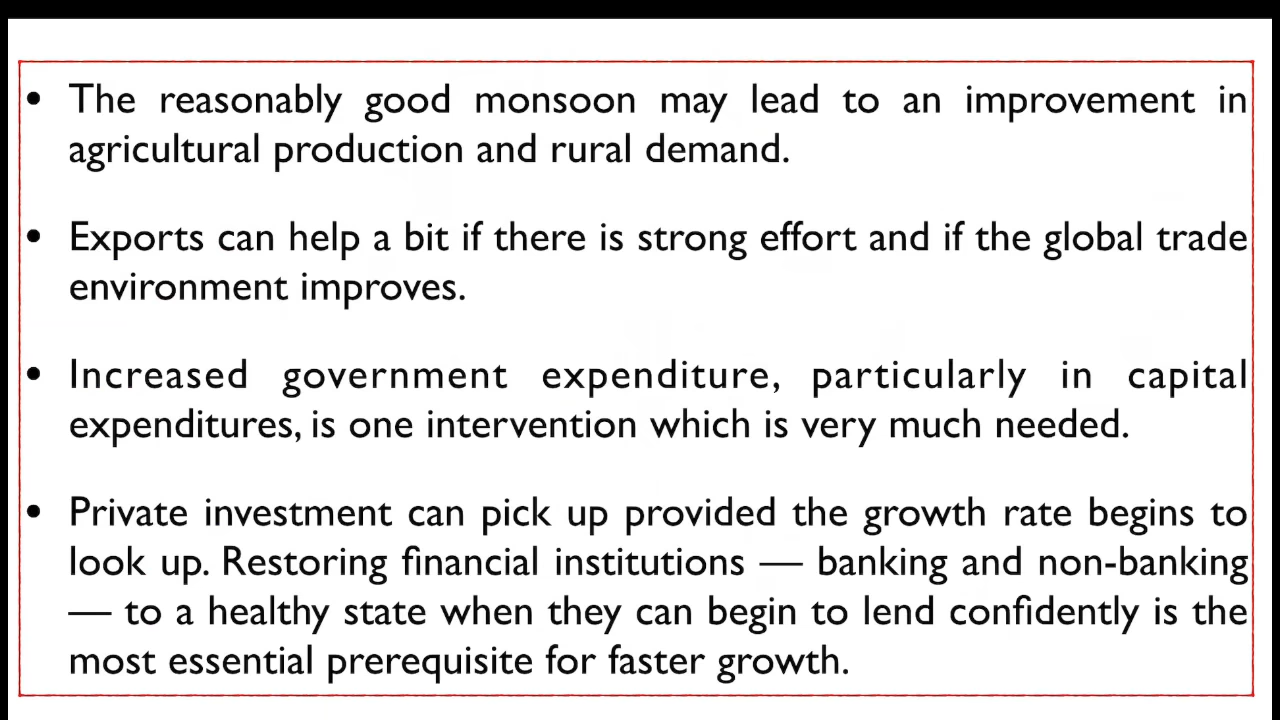 • The reasonably good monsoon may lead to an improvement in
agricultural production and rural demand.
• Exports can help a bit if there is strong effort and if the global trade
environment improves.
• Increased government expenditure, particularly in capital
expenditures, is one intervention which is very much needed.
• Private investment can pick up provided the growth rate begins to
look up. Restoring financial institutions — banking and non-banking
— to a healthy state when they can begin to lend confidently is the
most essential prerequisite for faster growth.